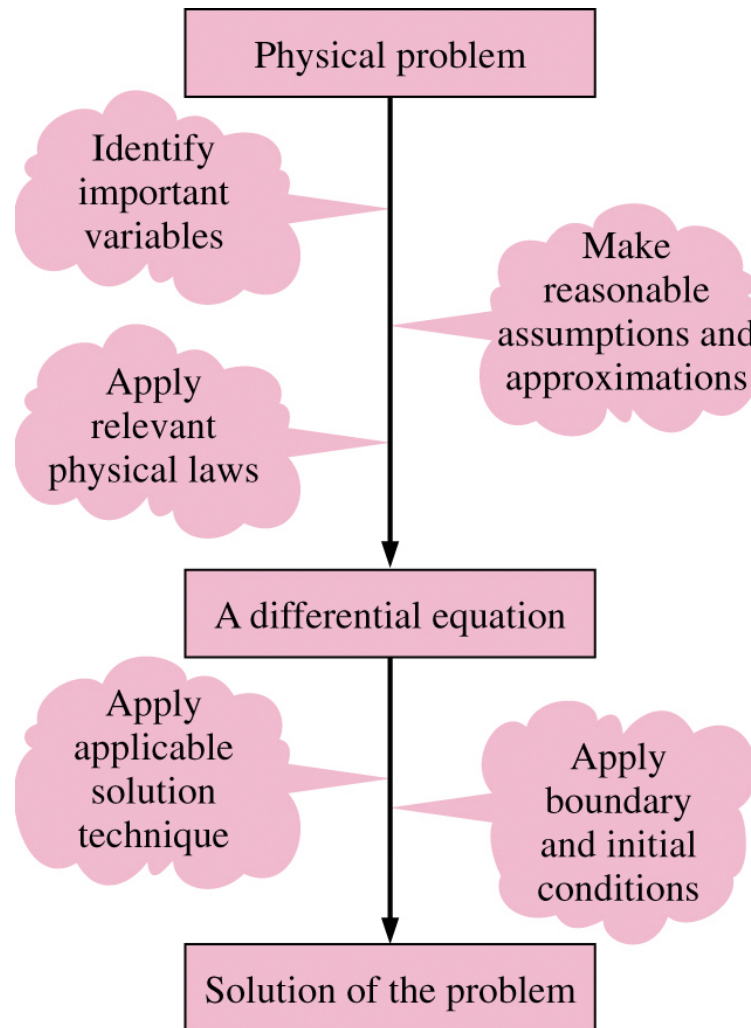 Physical problem
Identify
important
variables
Make
reasonable
assumptions and
approximations
Apply
relevant
physical laws
A differential equation
Apply
applicable
solution
technique
Apply
boundary
and initial
conditions
Solution of the problem